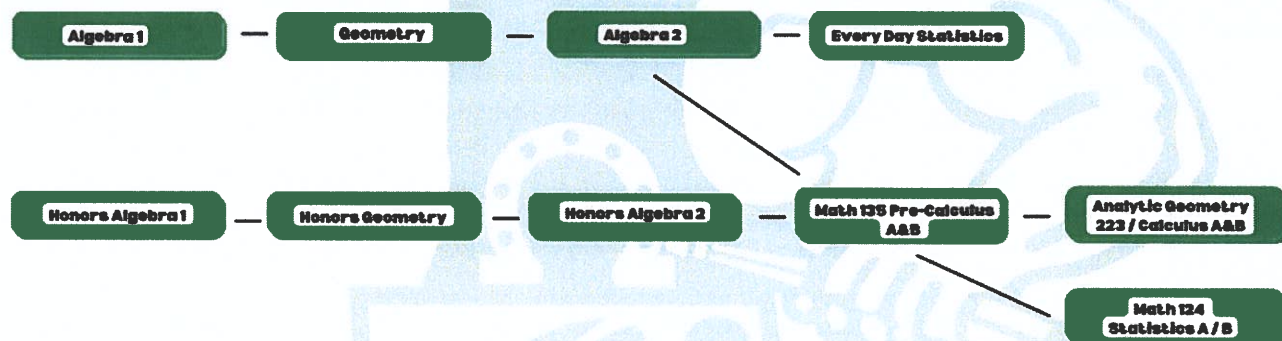 Algebra 1
Geometry
Algebra 2
Every Day Statistics
Honors Algebra 1
Honors Geometry
Honors Algebra 2
Math 135 Pre-Calculus
A&B
Analytic Geometry
223 / Calculus A&B
Math 124
Statistics A / B